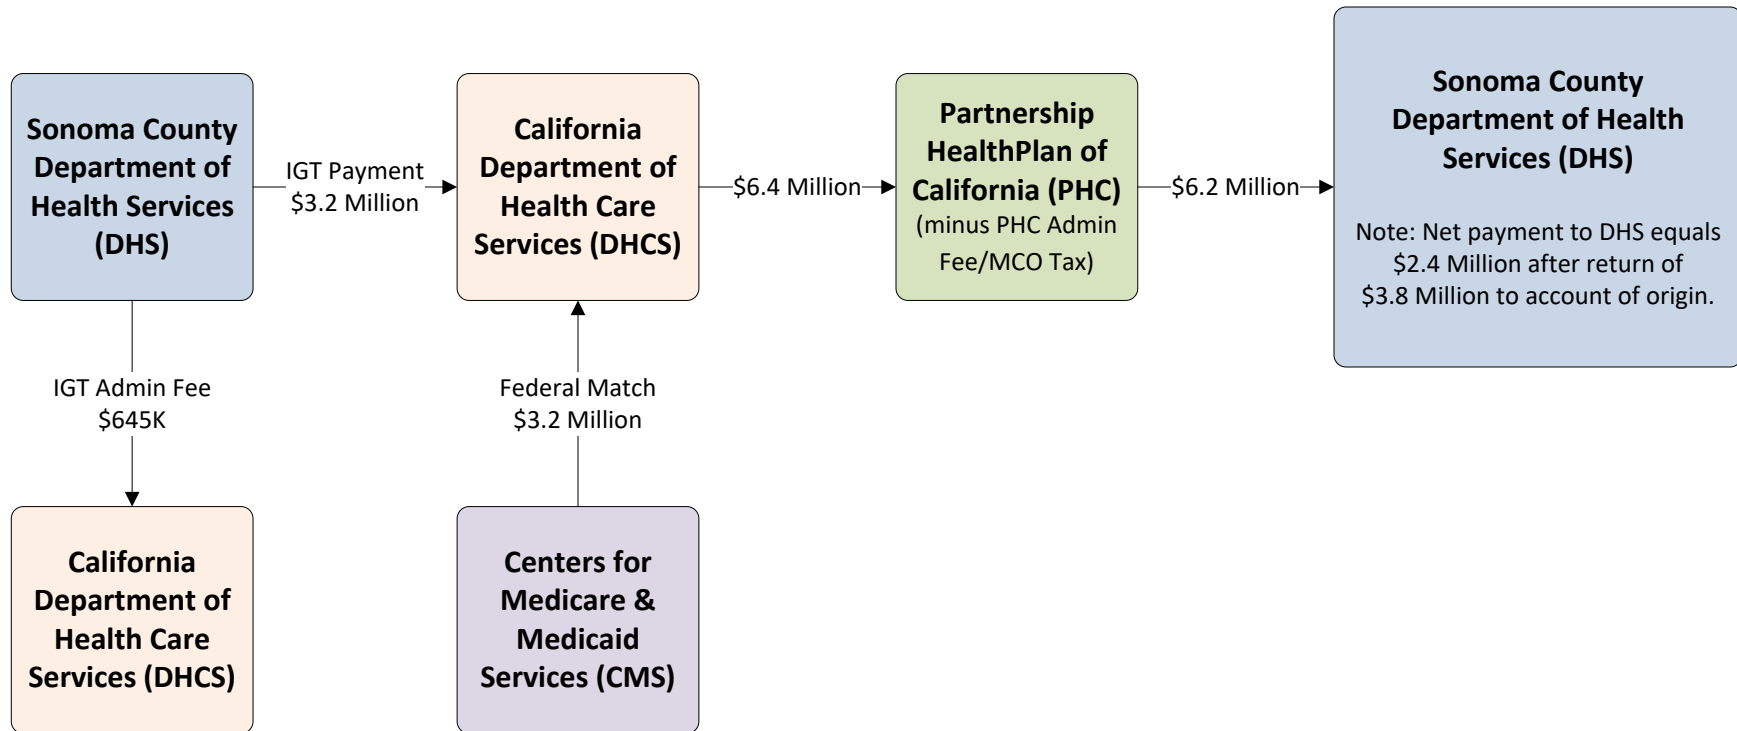 Sonoma County
Department of
Health Services
(DHS)
IGT Payment
$3.2 Million
California
Department of
Health Care
Services (DHCS)
$6.4 Million
Partnership
HealthPlan of
California (PHC)
(minus PHC Admin
Fee/MCO Tax)
$6.2 Million
Sonoma County
Department of Health
Services (DHS)
Note: Net payment to DHS equals
$2.4 Million after return of
$3.8 Million to account of origin.
IGT Admin Fee
$645K
Federal Match
$3.2 Million
California
Department of
Health Care
Services (DHCS)
Centers for
Medicare &
Medicaid
Services (CMS)